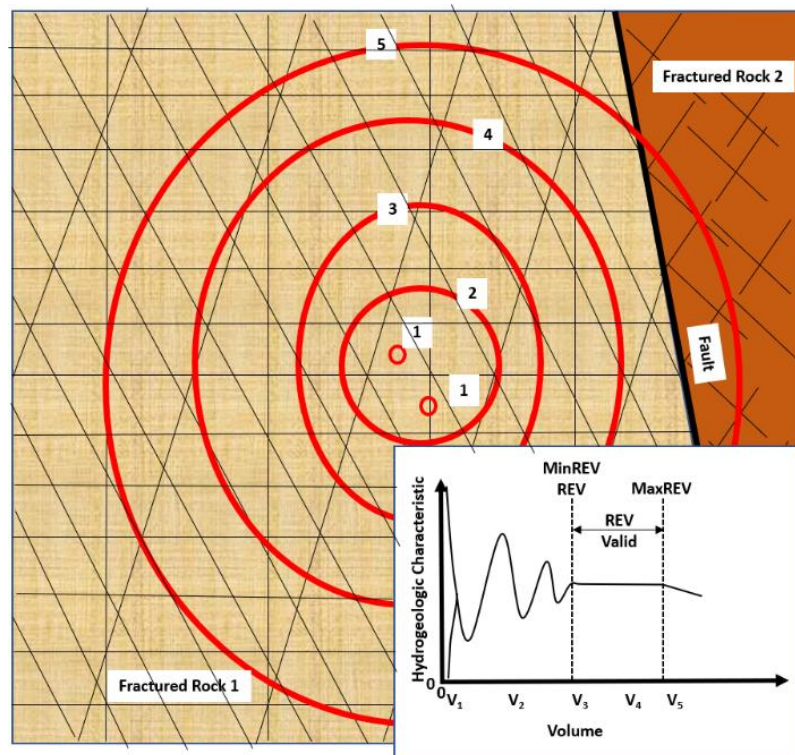 5
Fractured Rock 2
4
3
2
1
1
Fault
Fractured Rock 1
MinREV
REV
MaxREV
REV
Valid
Hydrogeologic Characteristic
0
0
V₁
V₂
V₃
V₄
V₅
Volume